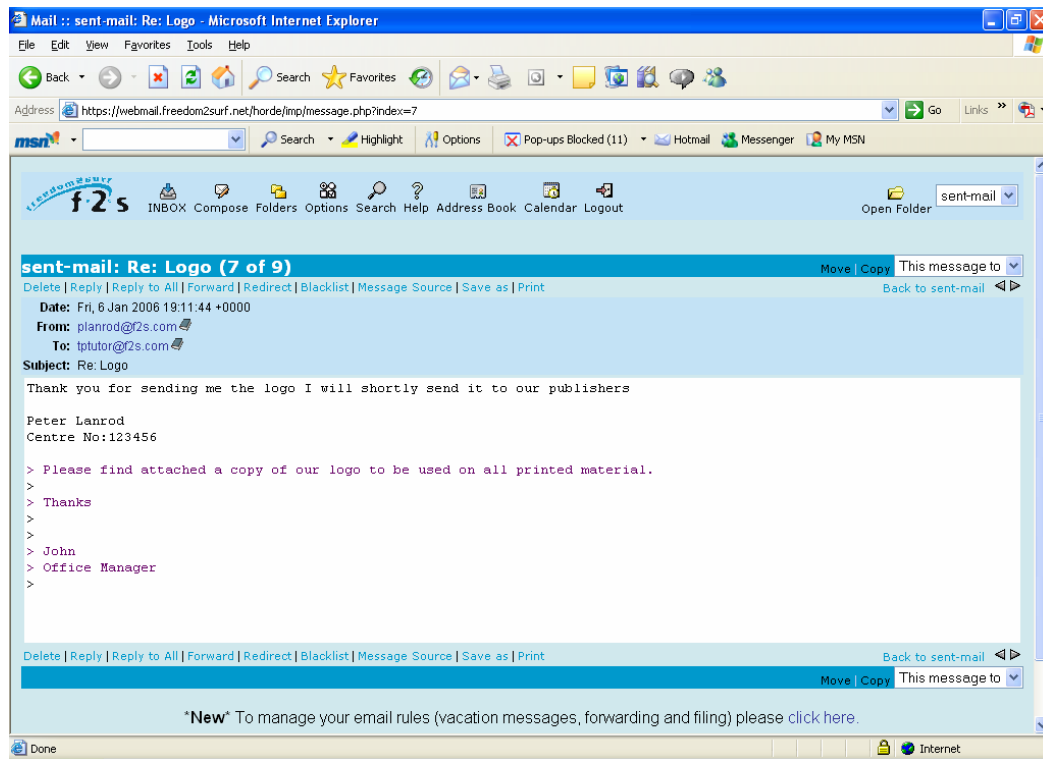 Mail :: sent-mail: Re: Logo - Microsoft Internet Explorer
File Edit View Favorites Tools Help
Back Search Favorites
Address https://webmail.freedom2surf.net/horde/imp/message.php?index=7 Go Links »
msn Search Highlight Options Pop-ups Blocked (11) Hotmail Messenger My MSN
freedom2surf
f·2·s
INBOX Compose Folders Options Search Help Address Book Calendar Logout Open Folder sent-mail
sent-mail: Re: Logo (7 of 9) Move | Copy This message to
Delete | Reply | Reply to All | Forward | Redirect | Blacklist | Message Source | Save as | Print Back to sent-mail
Date: Fri, 6 Jan 2006 19:11:44 +0000
From: planrod@f2s.com
To: tptutor@f2s.com
Subject: Re: Logo
Thank you for sending me the logo I will shortly send it to our publishers
Peter Lanrod
Centre No:123456
> Please find attached a copy of our logo to be used on all printed material.
>
> Thanks
>
>
> John
> Office Manager
>
Delete | Reply | Reply to All | Forward | Redirect | Blacklist | Message Source | Save as | Print Back to sent-mail
Move | Copy This message to
*New* To manage your email rules (vacation messages, forwarding and filing) please click here.
Done Internet